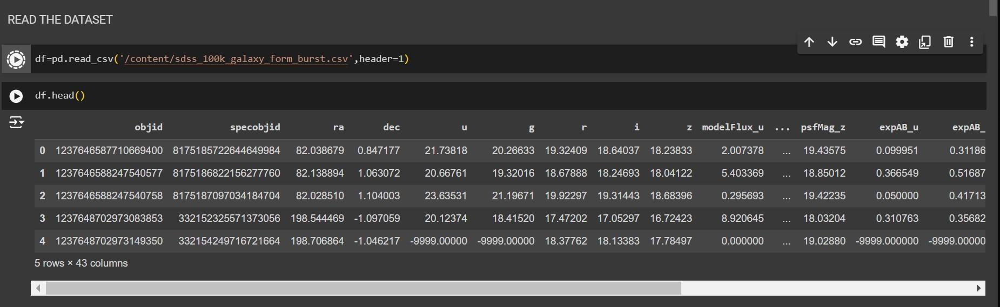 READ THE DATASET
df=pd.read_csv('/content/sdss_100k_galaxy_form_burst.csv',header=1)
df.head()
objid specobjid ra dec u g r i z modelFlux_u ... psfMag_z expAB_u expAB_
0 1237646587710669400 8175185722644649984 82.038679 0.847177 21.73818 20.26633 19.32409 18.64037 18.23833 2.007378 ... 19.43575 0.099951 0.31186
1 1237646588247540577 8175186822156277760 82.138894 1.063072 20.66761 19.32016 18.67888 18.24693 18.04122 5.403369 ... 18.85012 0.366549 0.51687
2 1237646588247540758 8175187097034184704 82.028510 1.104003 23.63531 21.19671 19.92297 19.31443 18.68396 0.295693 ... 19.42235 0.050000 0.41713
3 1237648702973083853 332152325571373056 198.544469 -1.097059 20.12374 18.41520 17.47202 17.05297 16.72423 8.920645 ... 18.03204 0.310763 0.35682
4 1237648702973149350 332154249716721664 198.706864 -1.046217 -9999.00000 -9999.00000 18.37762 18.13383 17.78497 0.000000 ... 19.02880 -9999.000000 -9999.00000
5 rows × 43 columns